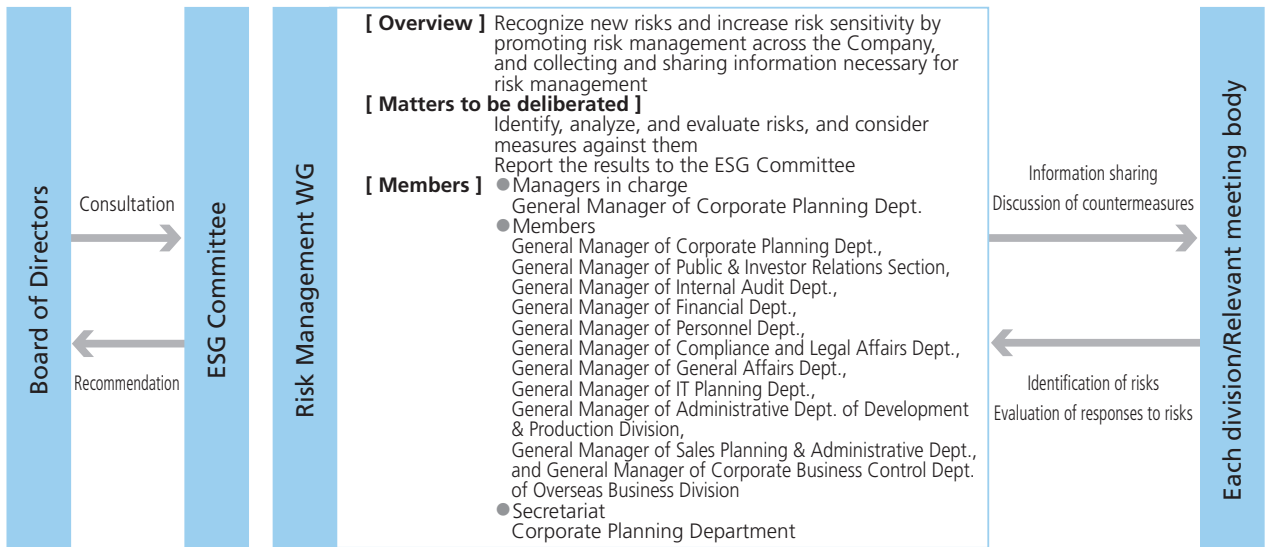 Board of Directors
Consultation
Recommendation
ESG Committee
Risk Management WG
[ Overview ] Recognize new risks and increase risk sensitivity by
promoting risk management across the Company,
and collecting and sharing information necessary for
risk management
[ Matters to be deliberated ]
Identify, analyze, and evaluate risks, and consider
measures against them
Report the results to the ESG Committee
[ Members ] ●Managers in charge
General Manager of Corporate Planning Dept.
●Members
General Manager of Corporate Planning Dept.,
General Manager of Public & Investor Relations Section,
General Manager of Internal Audit Dept.,
General Manager of Financial Dept.,
General Manager of Personnel Dept.,
General Manager of Compliance and Legal Affairs Dept.,
General Manager of General Affairs Dept.,
General Manager of IT Planning Dept.,
General Manager of Administrative Dept. of Development
& Production Division,
General Manager of Sales Planning & Administrative Dept.,
and General Manager of Corporate Business Control Dept.
of Overseas Business Division
●Secretariat
Corporate Planning Department
Information sharing
Discussion of countermeasures
Identification of risks
Evaluation of responses to risks
Each division/Relevant meeting body